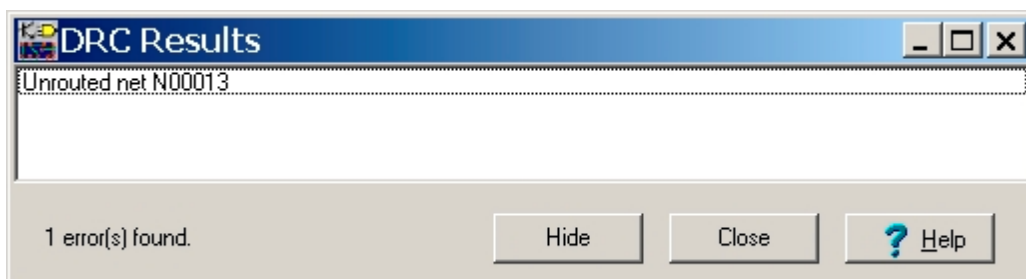 DRC Results
Unrouted net N00013
1 error(s) found.
Hide
Close
? Help